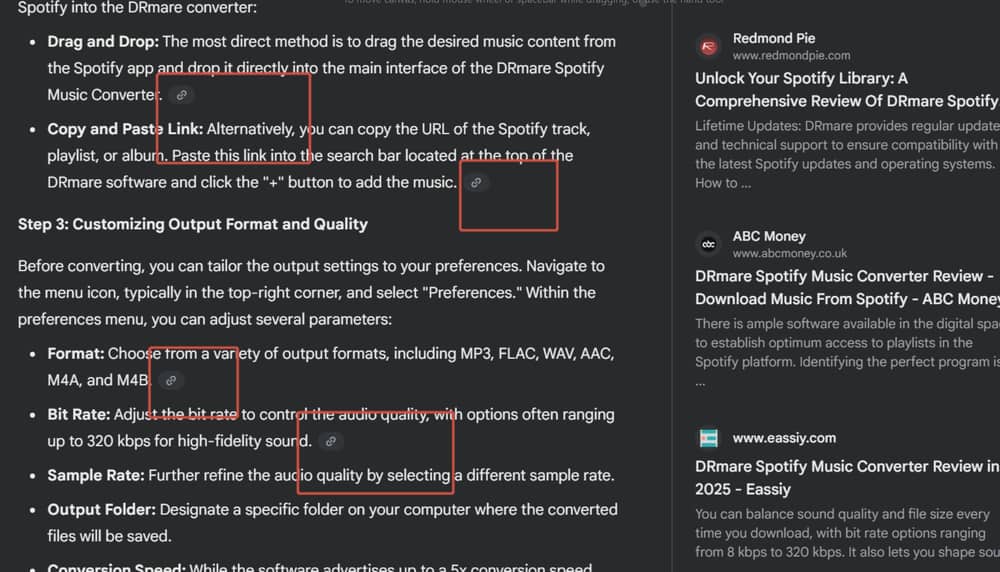 Spotify into the DRmare converter:
To move canvas, hold mouse wheel or spacebar while dragging, or use the hand tool
• Drag and Drop: The most direct method is to drag the desired music content from
the Spotify app and drop it directly into the main interface of the DRmare Spotify
Music Converter.
• Copy and Paste Link: Alternatively, you can copy the URL of the Spotify track,
playlist, or album. Paste this link into the search bar located at the top of the
DRmare software and click the "+" button to add the music.
Step 3: Customizing Output Format and Quality
Before converting, you can tailor the output settings to your preferences. Navigate to
the menu icon, typically in the top-right corner, and select "Preferences." Within the
preferences menu, you can adjust several parameters:
• Format: Choose from a variety of output formats, including MP3, FLAC, WAV, AAC,
M4A, and M4B.
• Bit Rate: Adjust the bit rate to control the audio quality, with options often ranging
up to 320 kbps for high-fidelity sound.
• Sample Rate: Further refine the audio quality by selecting a different sample rate.
• Output Folder: Designate a specific folder on your computer where the converted
files will be saved.
• Conversion Speed: While the software advertises up to a 5x conversion speed,
Redmond Pie
www.redmondpie.com
Unlock Your Spotify Library: A
Comprehensive Review Of DRmare Spotify
Lifetime Updates: DRmare provides regular update
and technical support to ensure compatibility with
the latest Spotify updates and operating systems.
How to ...
abc
ABC Money
www.abcmoney.co.uk
DRmare Spotify Music Converter Review -
Download Music From Spotify - ABC Money
There is ample software available in the digital spa
to establish optimum access to playlists in the
Spotify platform. Identifying the perfect program is
...
www.eassiy.com
DRmare Spotify Music Converter Review in
2025 - Eassiy
You can balance sound quality and file size every
time you download, with bit rate options ranging
from 8 kbps to 320 kbps. It also lets you shape sou